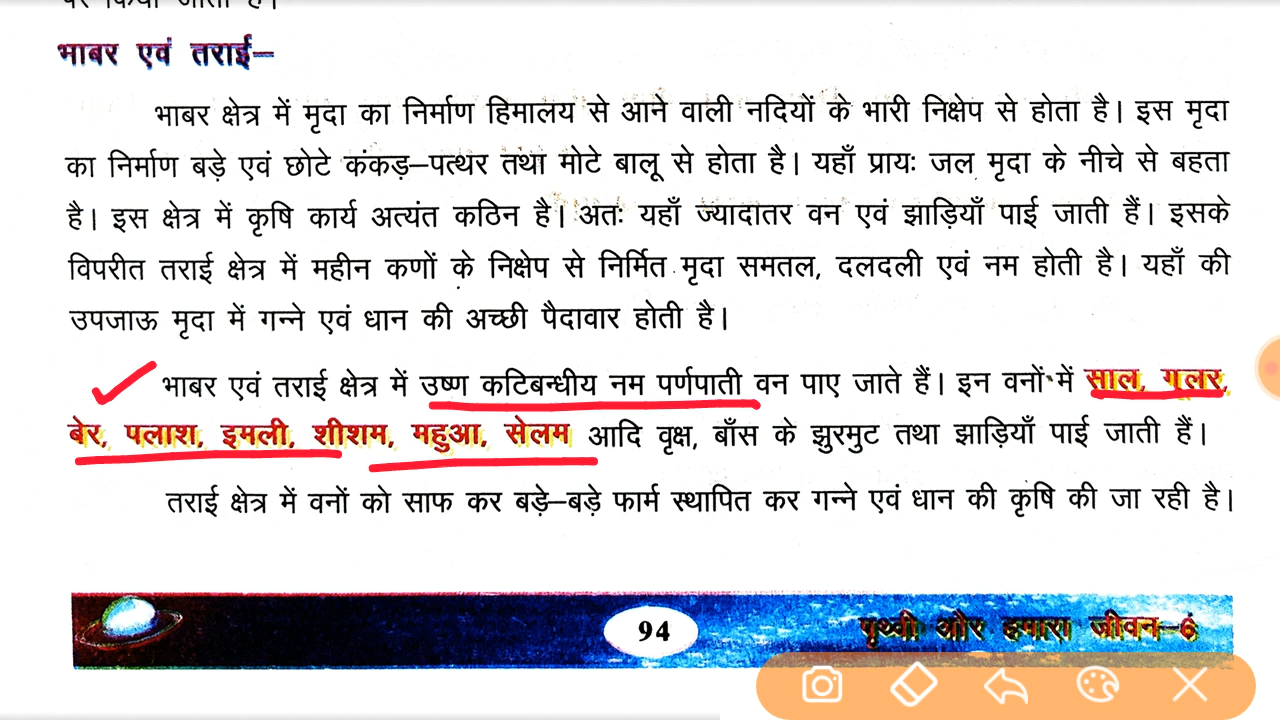 पर किया जाता है।
भाबर एवं तराई–
भाबर क्षेत्र में मृदा का निर्माण हिमालय से आने वाली नदियों के भारी निक्षेप से होता है। इस मृदा
का निर्माण बड़े एवं छोटे कंकड़–पत्थर तथा मोटे बालू से होता है। यहाँ प्रायः जल मृदा के नीचे से बहता
है। इस क्षेत्र में कृषि कार्य अत्यंत कठिन है। अतः यहाँ ज्यादातर वन एवं झाड़ियाँ पाई जाती हैं। इसके
विपरीत तराई क्षेत्र में महीन कणों के निक्षेप से निर्मित मृदा समतल, दलदली एवं नम होती है। यहाँ की
उपजाऊ मृदा में गन्ने एवं धान की अच्छी पैदावार होती है।
भाबर एवं तराई क्षेत्र में उष्ण कटिबन्धीय नम पर्णपाती वन पाए जाते हैं। इन वनों में साल, गूलर,
बेर, पलाश, इमली, शीशम, महुआ, सेलम आदि वृक्ष, बाँस के झुरमुट तथा झाड़ियाँ पाई जाती हैं।
तराई क्षेत्र में वनों को साफ कर बड़े–बड़े फार्म स्थापित कर गन्ने एवं धान की कृषि की जा रही है।
94
पृथ्वी और हमारा जीवन–6